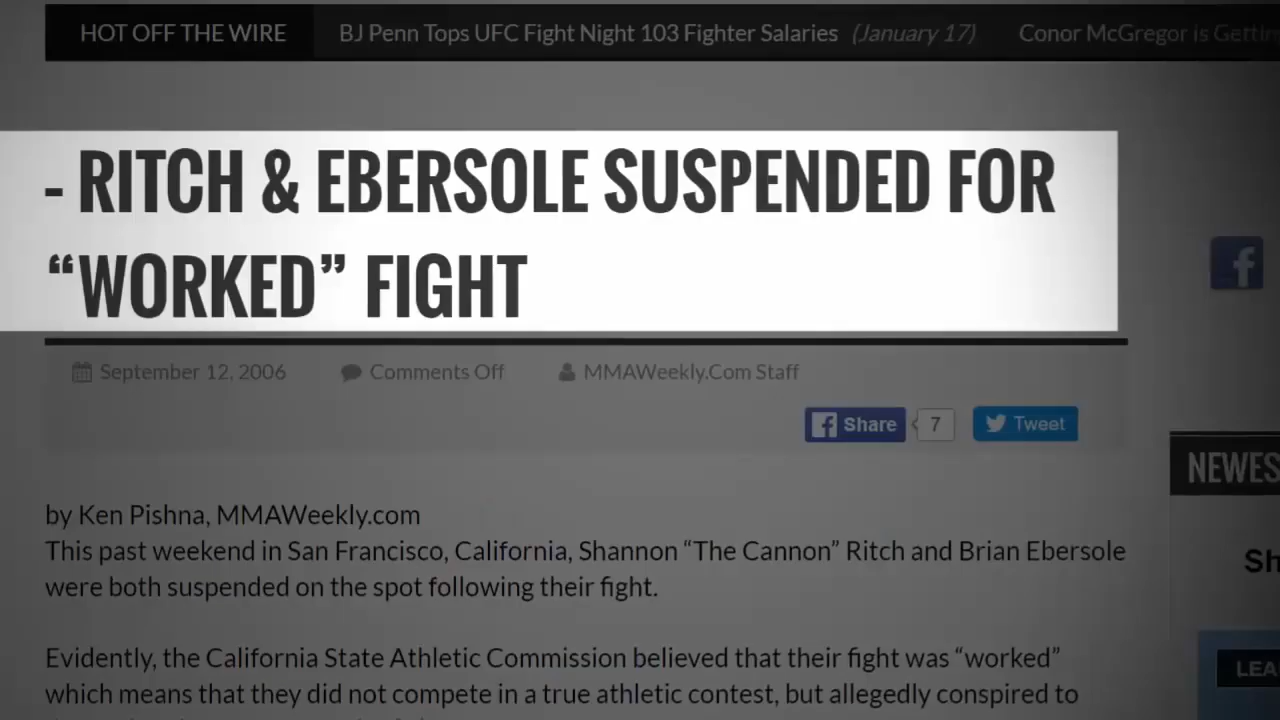 HOT OFF THE WIRE BJ Penn Tops UFC Fight Night 103 Fighter Salaries (January 17) Conor McGregor is
- RITCH & EBERSOLE SUSPENDED FOR
“WORKED” FIGHT
September 12, 2006 Comments Off MMAWeekly.Com Staff
Share 7 Tweet
NEWES
by Ken Pishna, MMAWeekly.com
This past weekend in San Francisco, California, Shannon “The Cannon” Ritch and Brian Ebersole
were both suspended on the spot following their fight.
Sh
Evidently, the California State Athletic Commission believed that their fight was “worked”
LEA
which means that they did not compete in a true athletic contest, but allegedly conspired to